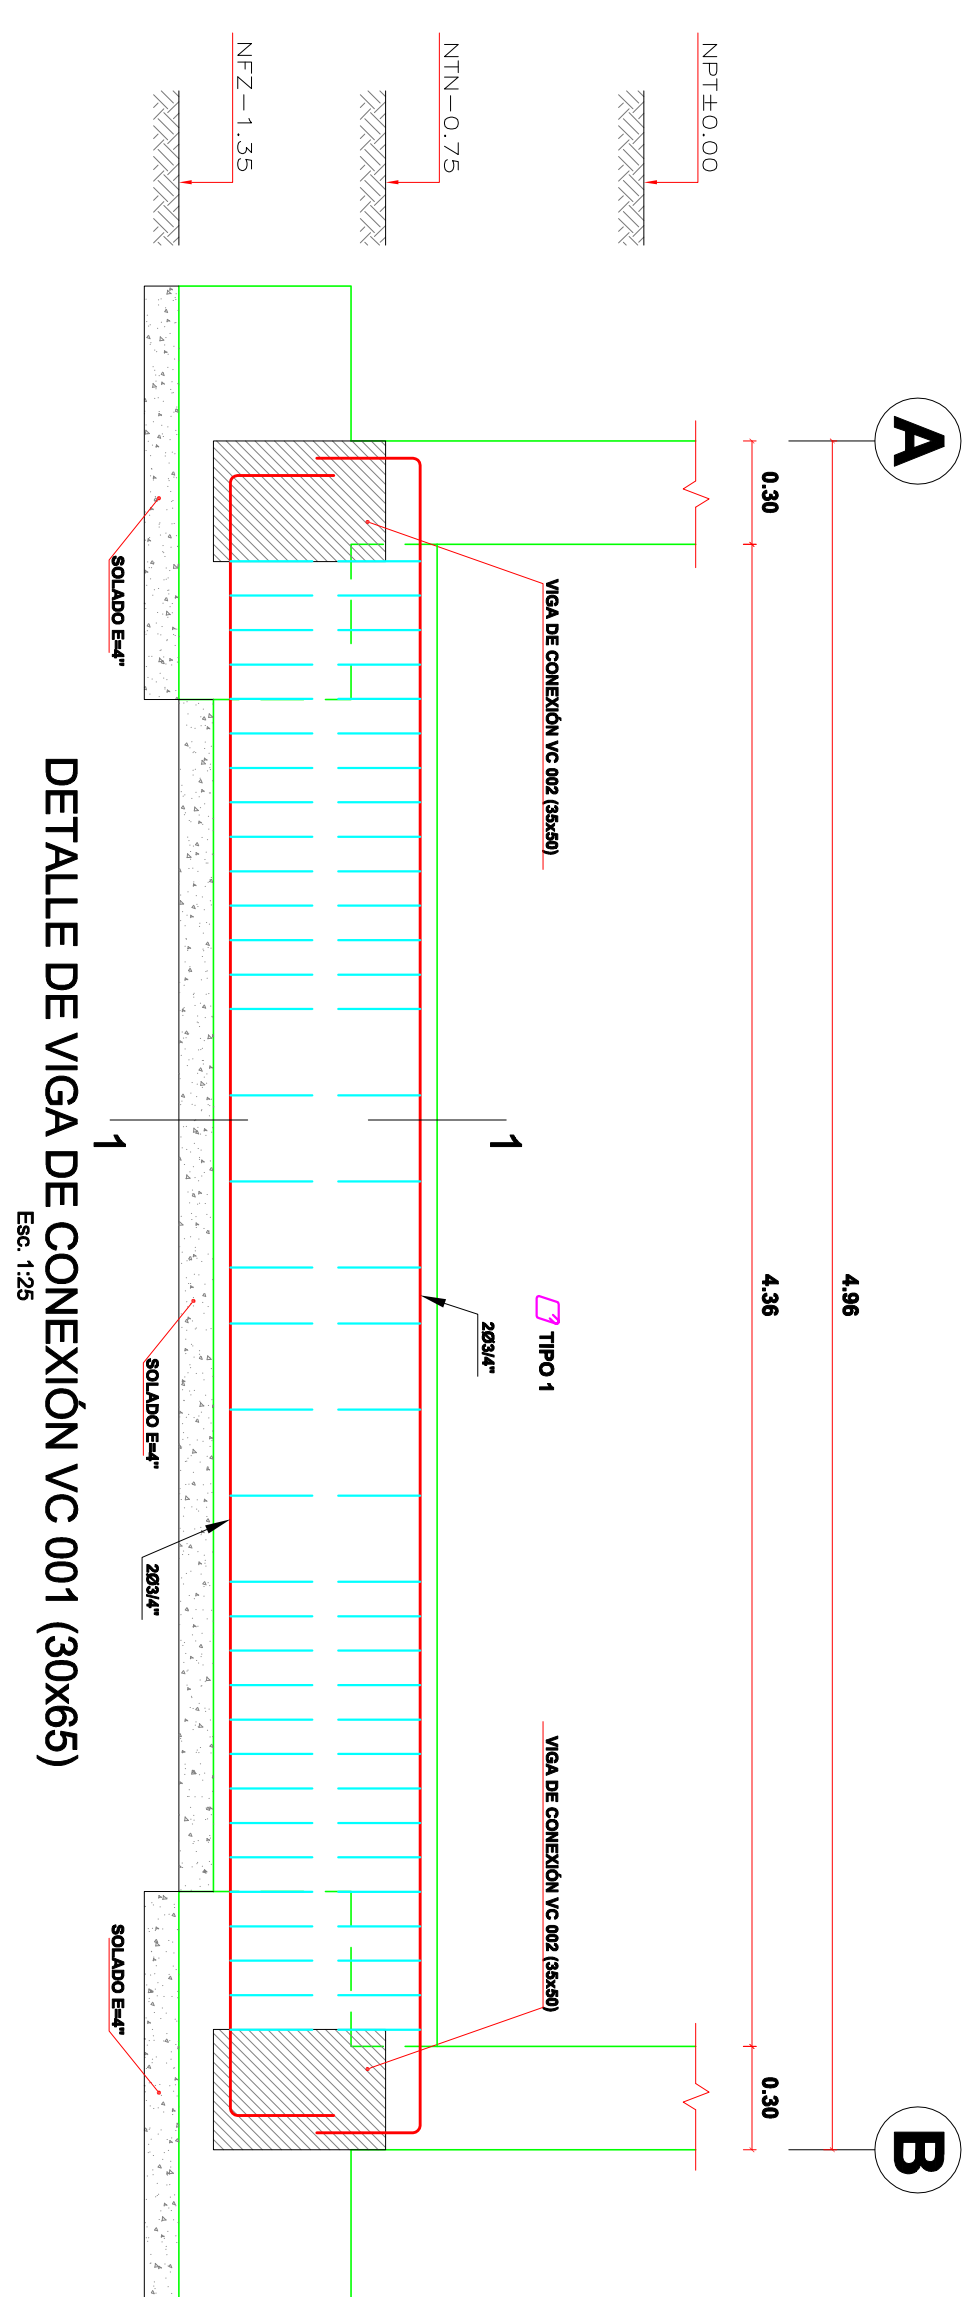 A
B
4.96
0.30
4.36
0.30
NPT±0.00
NTN-0.75
NFZ-1.35
VIGA DE CONEXIÓN VC 002 (35x50)
TIPO 1
VIGA DE CONEXIÓN VC 002 (35x50)
1
2Ø3/4"
1
2Ø3/4"
SOLADO E=4"
SOLADO E=4"
SOLADO E=4"
DETALLE DE VIGA DE CONEXIÓN VC 001 (30x65)
Esc. 1:25